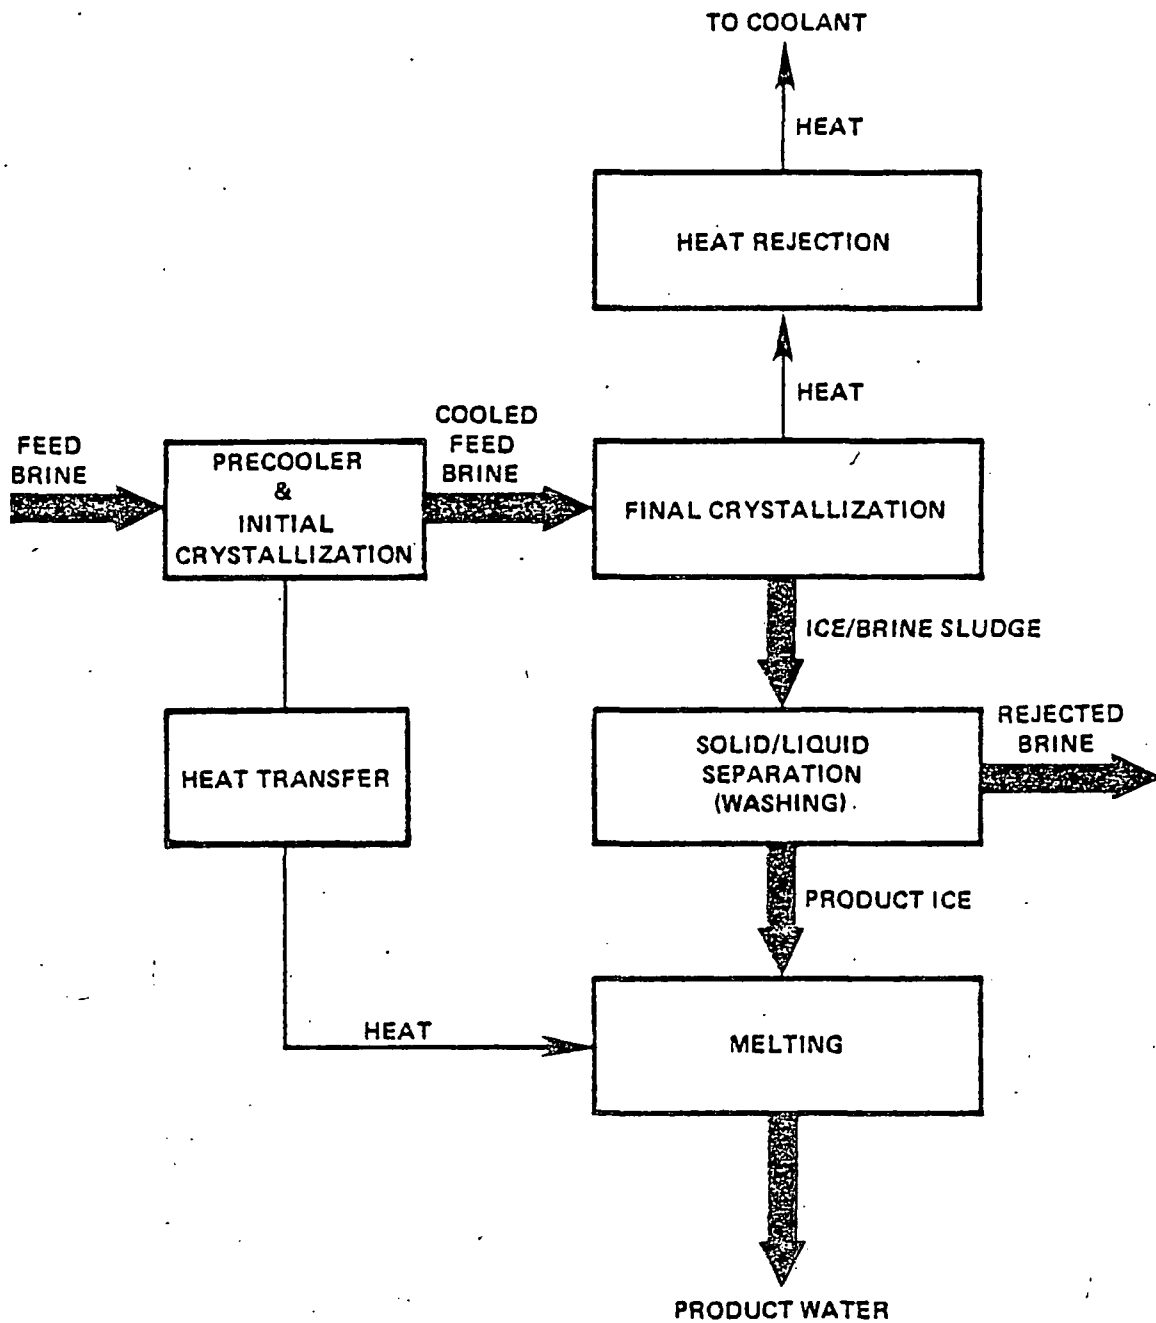 TO COOLANT
HEAT
HEAT REJECTION
HEAT
FEED
BRINE
PRECOOLER
&
INITIAL
CRYSTALLIZATION
COOLED
FEED
BRINE
FINAL CRYSTALLIZATION
ICE/BRINE SLUDGE
HEAT TRANSFER
SOLID/LIQUID
SEPARATION
(WASHING)
REJECTED
BRINE
PRODUCT ICE
HEAT
MELTING
PRODUCT WATER